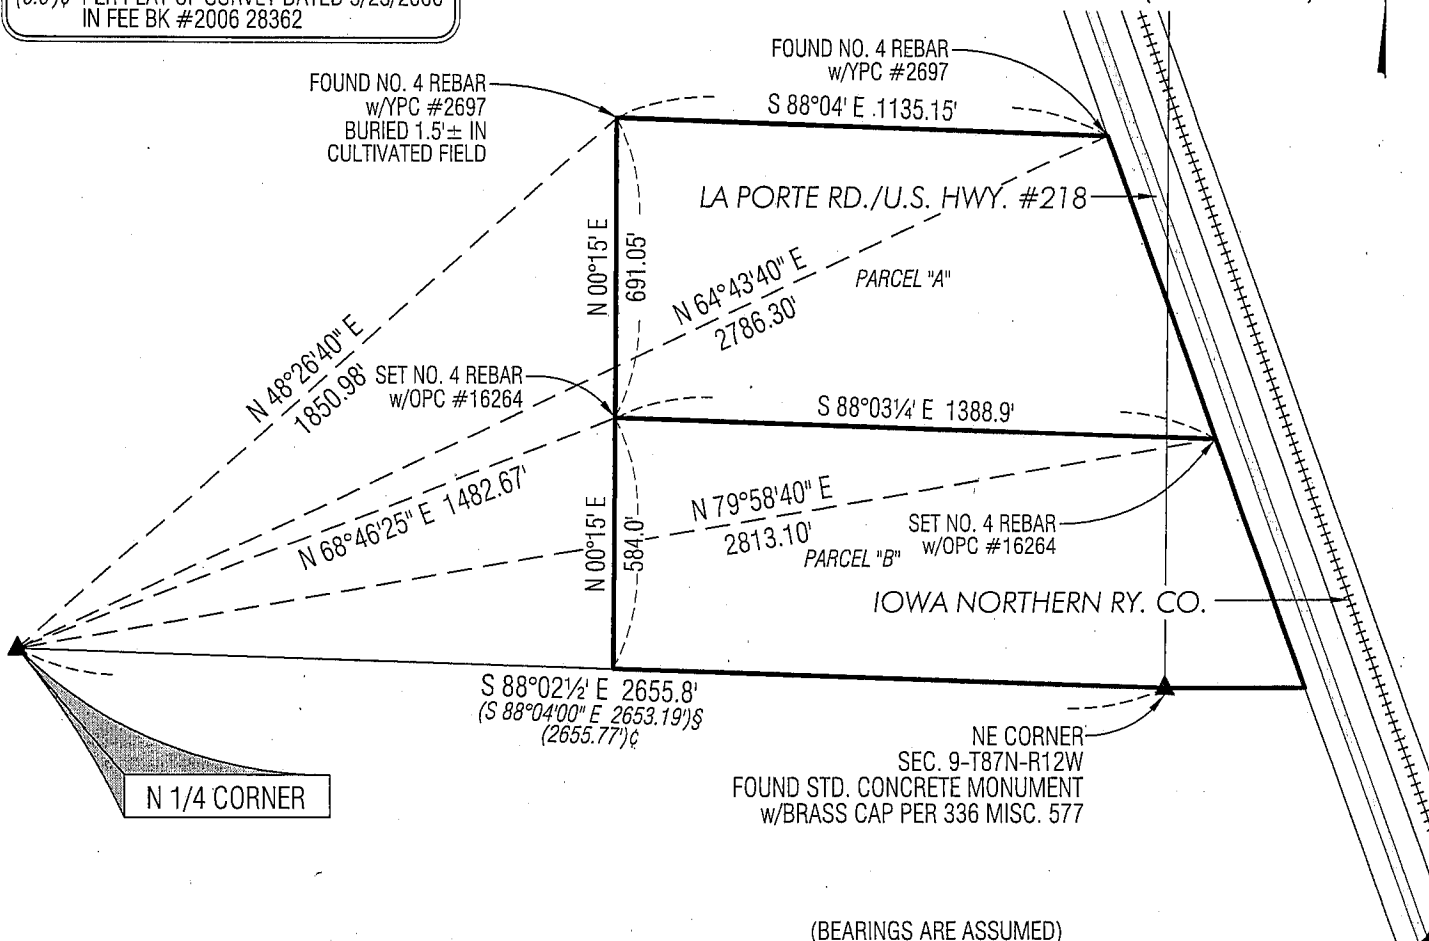 IN FEE BK #2006 28362
FOUND NO. 4 REBAR
w/YPC #2697
FOUND NO. 4 REBAR
w/YPC #2697
BURIED 1.5'± IN
CULTIVATED FIELD
S 88°04' E .1135.15'
LA PORTE RD./U.S. HWY. #218
N 00°15' E
691.05'
N 64°43'40" E
2786.30'
PARCEL "A"
N 48°26'40" E
1850.98'
SET NO. 4 REBAR
w/OPC #16264
S 88°03¼' E 1388.9'
N 68°46'25" E 1482.67'
N 00°15' E
584.0'
N 79°58'40" E
2813.10'
PARCEL "B"
SET NO. 4 REBAR
w/OPC #16264
IOWA NORTHERN RY. CO.
S 88°02½' E 2655.8'
(S 88°04'00" E 2653.19')§
(2655.77')¢
NE CORNER
SEC. 9-T87N-R12W
FOUND STD. CONCRETE MONUMENT
w/BRASS CAP PER 336 MISC. 577
N 1/4 CORNER
(BEARINGS ARE ASSUMED)